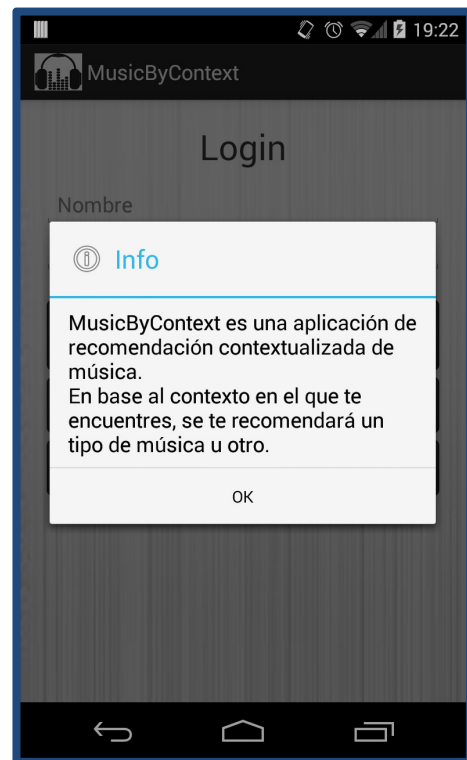 19:22
MusicByContext
Login
Nombre
Info
MusicByContext es una aplicación de
recomendación contextualizada de
música.
En base al contexto en el que te
encuentres, se te recomendará un
tipo de música u otro.
OK